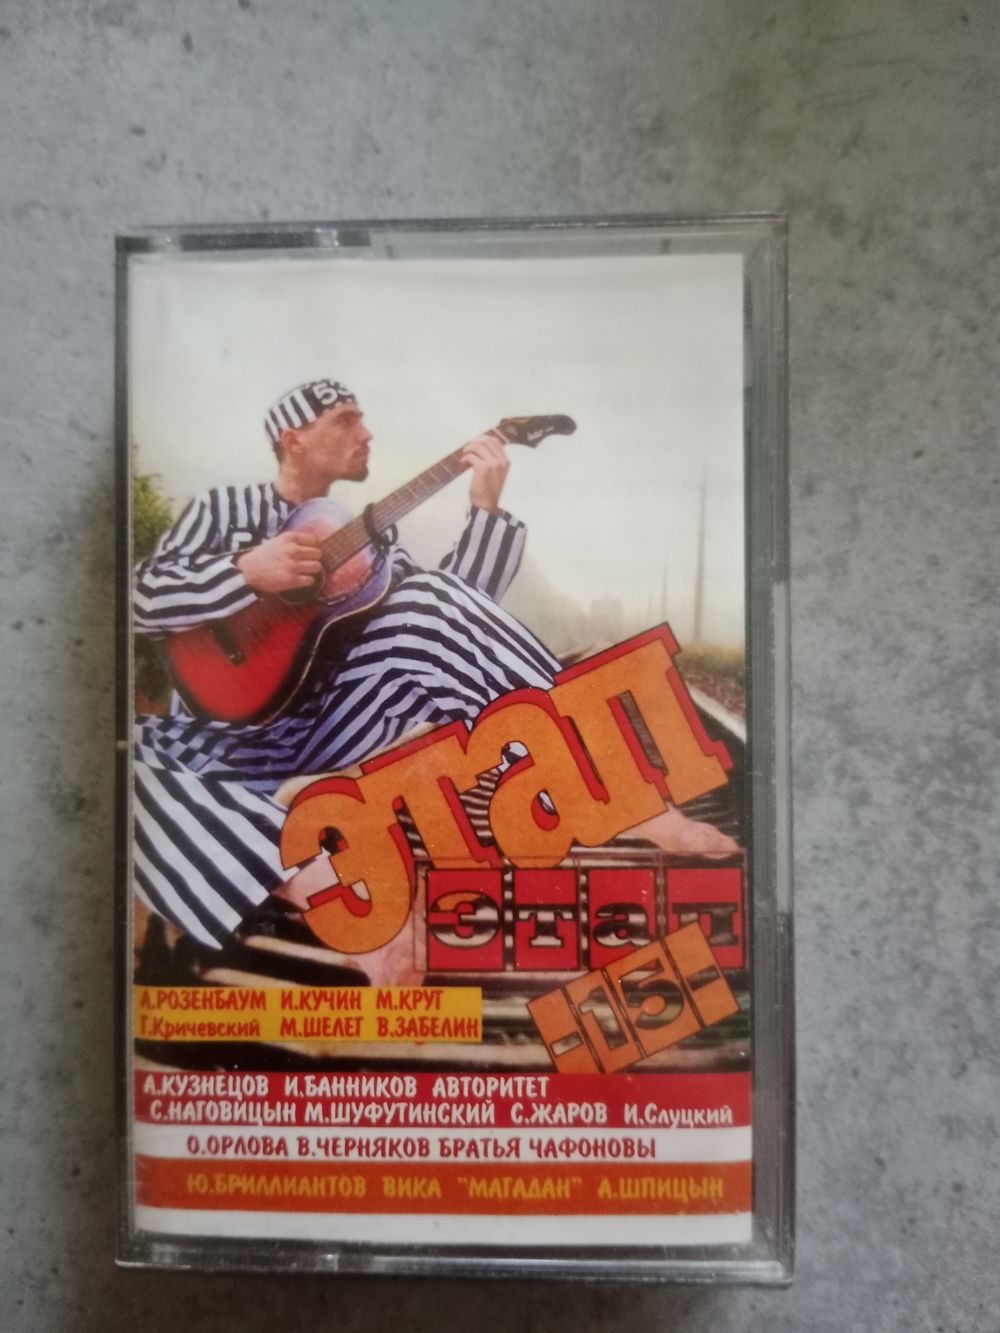 53
этап
этап
-15-
А.РОЗЕНБАУМ И.КУЧИН М.КРУГ
Г.Кричевский М.ШЕЛЕГ В.ЗАБЕЛИН
А.КУЗНЕЦОВ И.БАННИКОВ АВТОРИТЕТ
С.НАГОВИЦЫН М.ШУФУТИНСКИЙ С.ЖАРОВ И.Слуцкий
О.ОРЛОВА В.ЧЕРНЯКОВ БРАТЬЯ ЧАФОНОВЫ
Ю.БРИЛЛИАНТОВ ВИКА "МАГАДАН" А.ШПИЦЫН